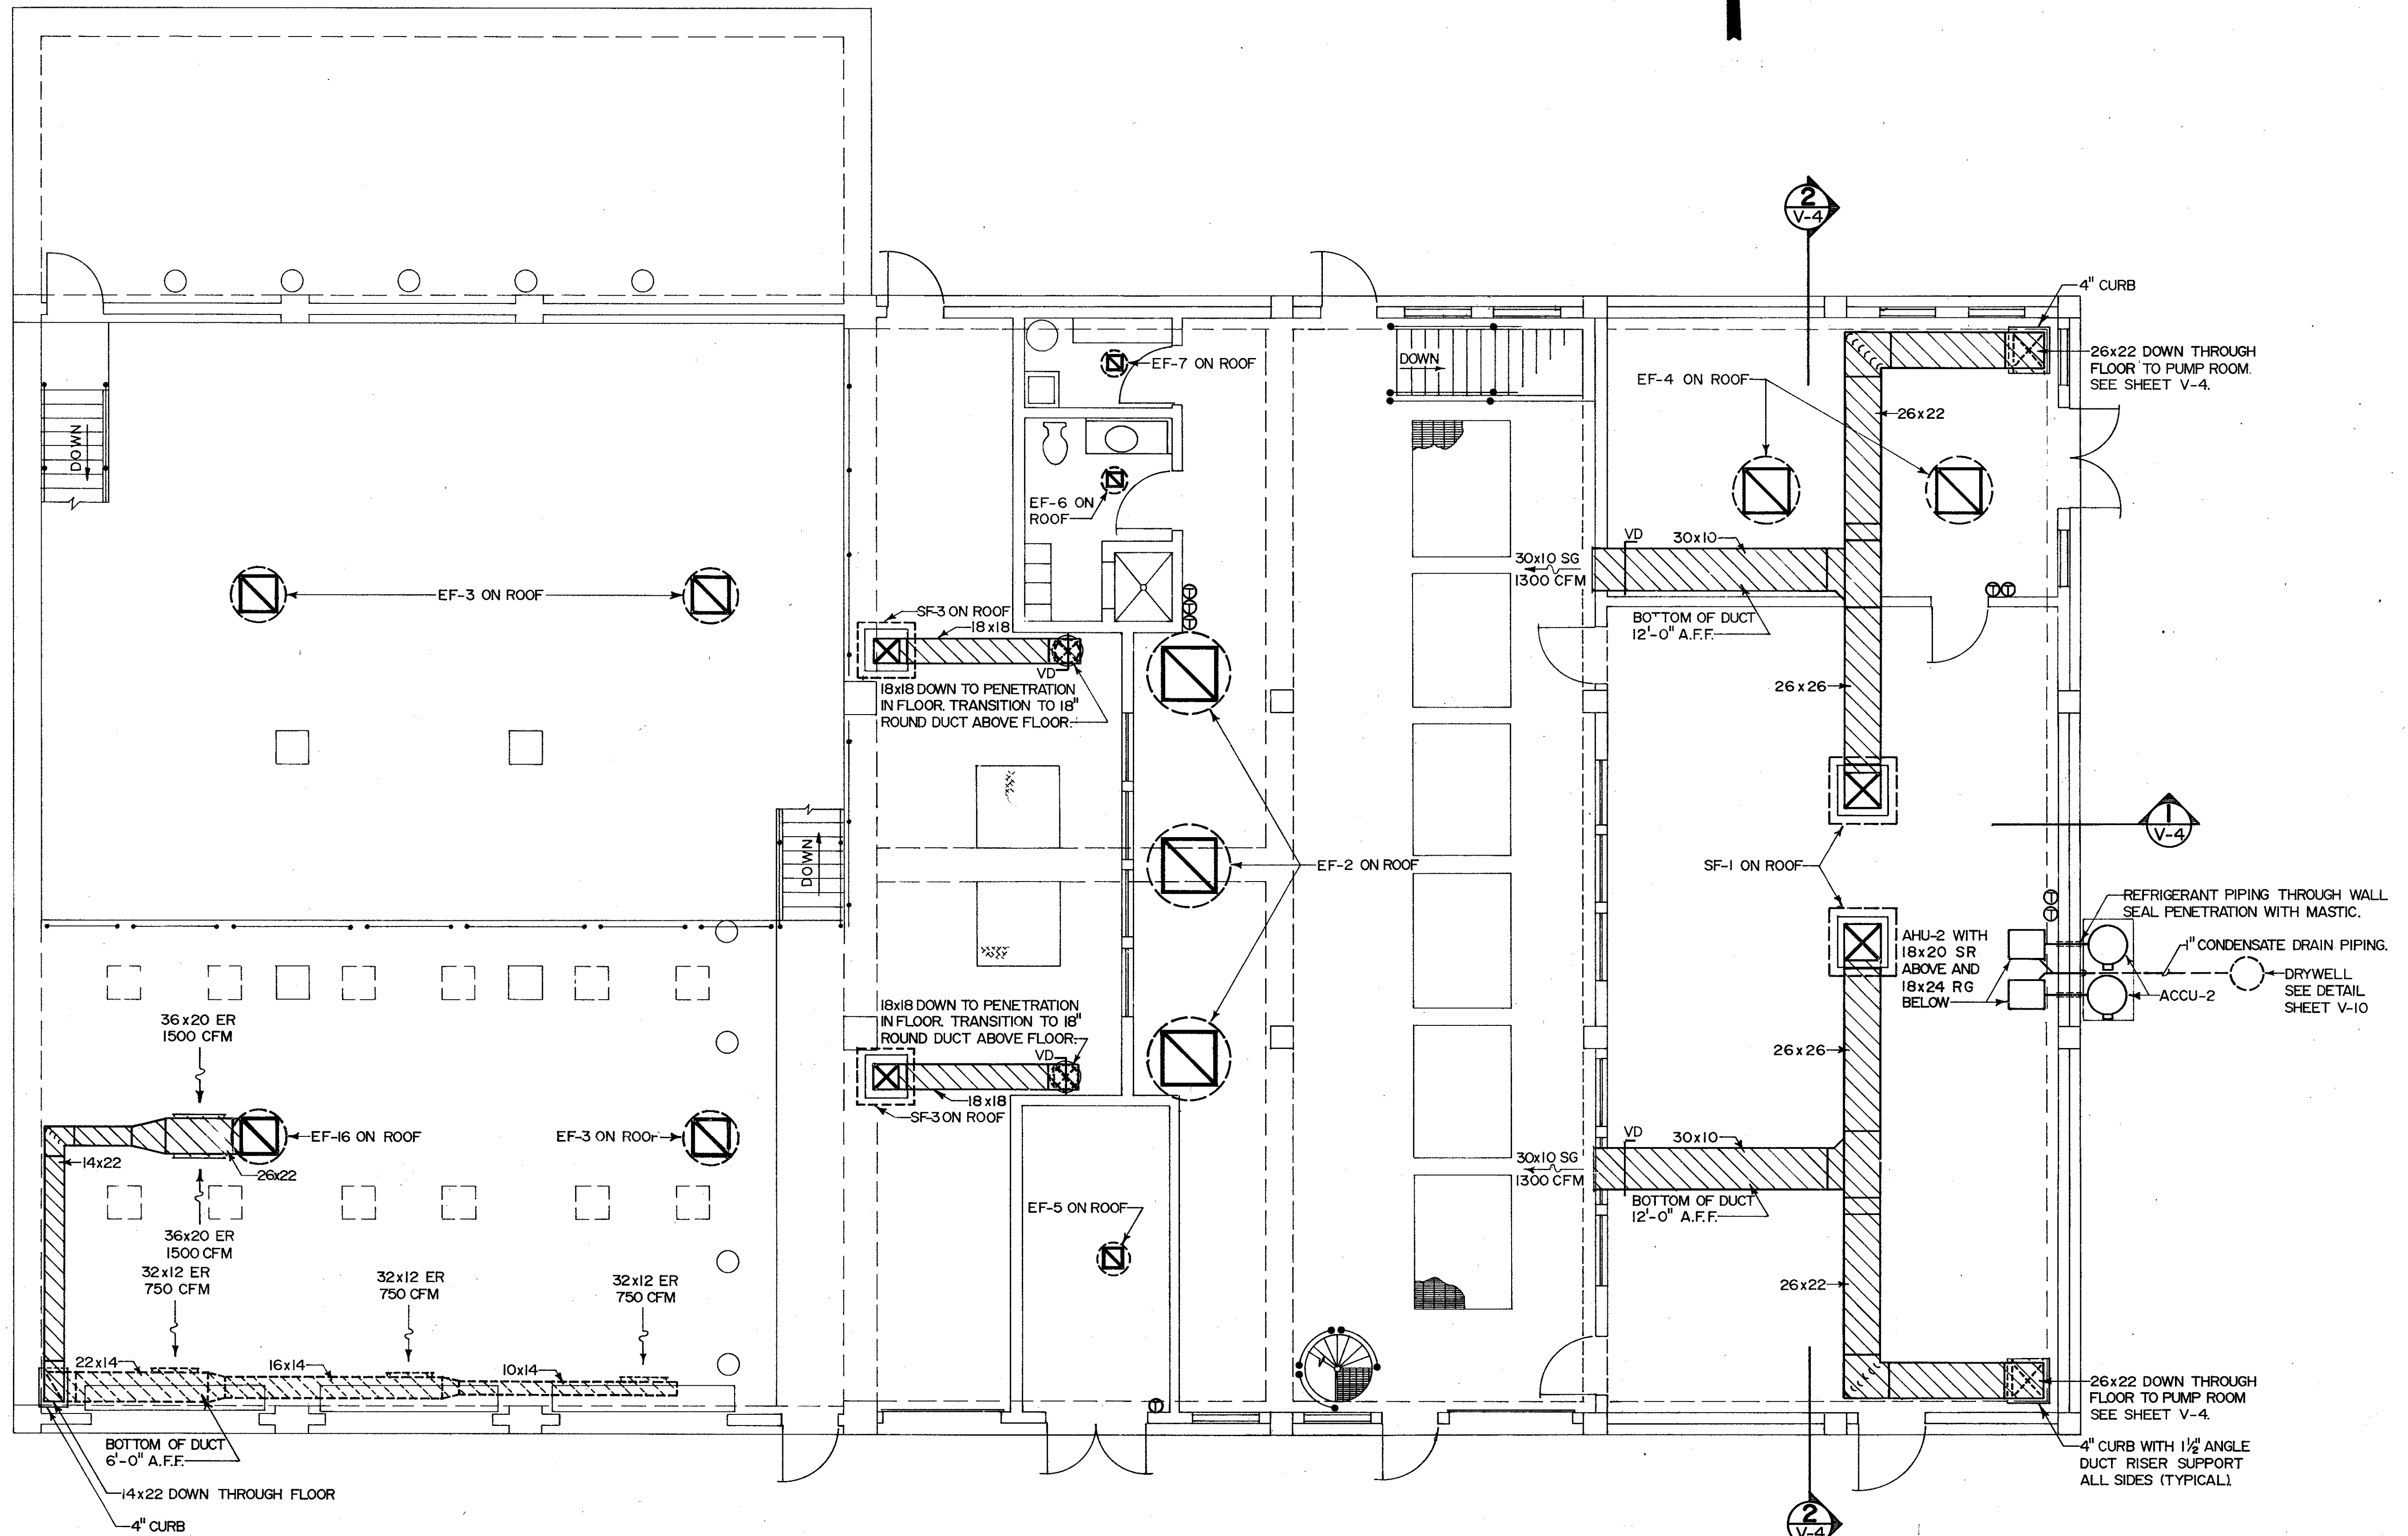 2
V-4
4" CURB
26x22 DOWN THROUGH
FLOOR TO PUMP ROOM.
SEE SHEET V-4.
EF-7 ON ROOF
DOWN
EF-4 ON ROOF
26x22
DOWN
EF-6 ON
ROOF
VD
30x10
30x10 SG
1300 CFM
EF-3 ON ROOF
SF-3 ON ROOF
18x18
T
T
T
T T
BOTTOM OF DUCT
12'-0" A.F.F.
VD
18x18 DOWN TO PENETRATION
IN FLOOR. TRANSITION TO 18"
ROUND DUCT ABOVE FLOOR.
26x26
DOWN
EF-2 ON ROOF
SF-1 ON ROOF
1
V-4
T
T
REFRIGERANT PIPING THROUGH WALL
SEAL PENETRATION WITH MASTIC.
AHU-2 WITH
18x20 SR
ABOVE AND
18x24 RG
BELOW
1" CONDENSATE DRAIN PIPING.
DRYWELL
SEE DETAIL
SHEET V-10
ACCU-2
36x20 ER
1500 CFM
18x18 DOWN TO PENETRATION
IN FLOOR. TRANSITION TO 18"
ROUND DUCT ABOVE FLOOR.
VD
18x18
SF-3 ON ROOF
26x26
EF-16 ON ROOF
EF-3 ON ROOF
14x22
26x22
VD
30x10
30x10 SG
1300 CFM
BOTTOM OF DUCT
12'-0" A.F.F.
EF-5 ON ROOF
36x20 ER
1500 CFM
32x12 ER
750 CFM
32x12 ER
750 CFM
32x12 ER
750 CFM
26x22
22x14
16x14
10x14
T
26x22 DOWN THROUGH
FLOOR TO PUMP ROOM
SEE SHEET V-4.
BOTTOM OF DUCT
6'-0" A.F.F.
4" CURB WITH 1½" ANGLE
DUCT RISER SUPPORT
ALL SIDES (TYPICAL).
14x22 DOWN THROUGH FLOOR
4" CURB
2
V-4